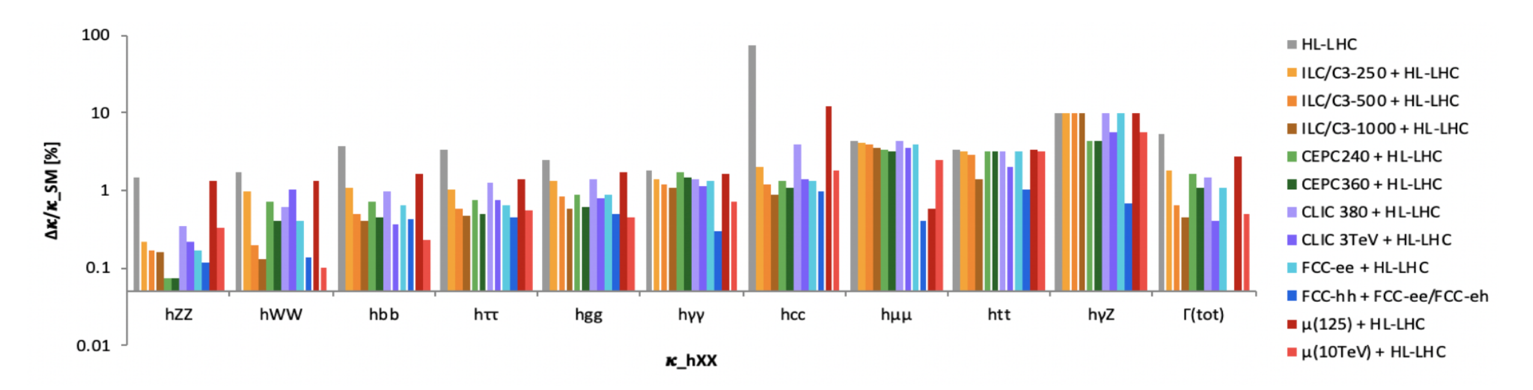 100
10
1
0.1
0.01
Δκ/κ_SM [%]
hZZ
hWW
hbb
hττ
hgg
hγγ
hcc
hμμ
htt
hγZ
Γ(tot)
κ_hXX
HL-LHC
ILC/C3-250 + HL-LHC
ILC/C3-500 + HL-LHC
ILC/C3-1000 + HL-LHC
CEPC240 + HL-LHC
CEPC360 + HL-LHC
CLIC 380 + HL-LHC
CLIC 3TeV + HL-LHC
FCC-ee + HL-LHC
FCC-hh + FCC-ee/FCC-eh
μ(125) + HL-LHC
μ(10TeV) + HL-LHC